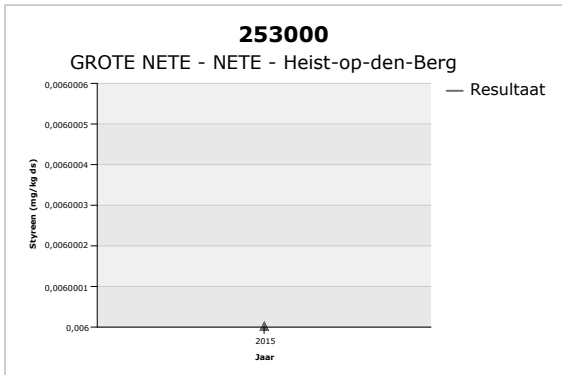 253000
GROTE NETE - NETE - Heist-op-den-Berg
Resultaat
Styreen (mg/kg ds)
0,0060006
0,0060005
0,0060004
0,0060003
0,0060002
0,0060001
0,006
2015
Jaar